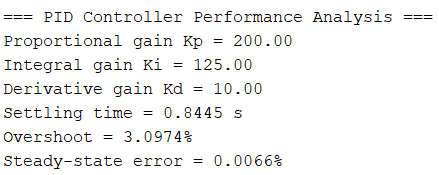 === PID Controller Performance Analysis ===
Proportional gain Kp = 200.00
Integral gain Ki = 125.00
Derivative gain Kd = 10.00
Settling time = 0.8445 s
Overshoot = 3.0974%
Steady-state error = 0.0066%